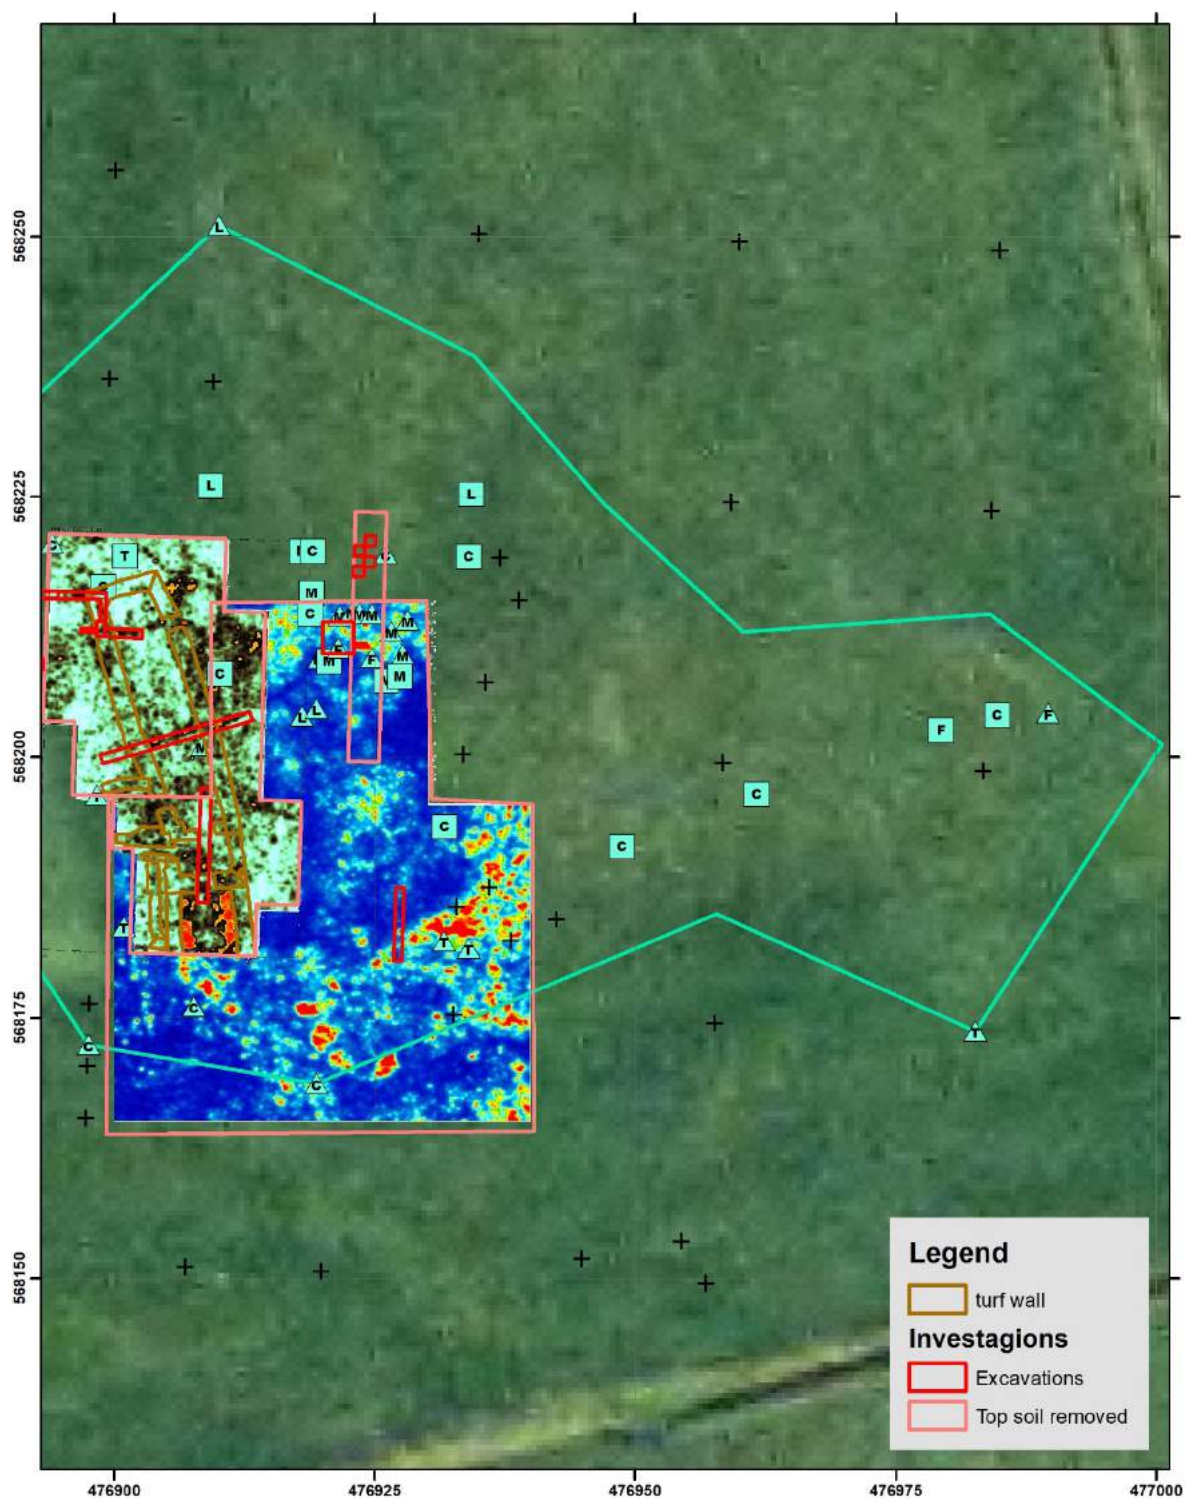 L
568250
568225
L
L
C
T
C
C
C
C
M
C
M
M
M
M
M
F
M
F
M
C
M
L
L
568200
M
C
F
F
C
C
C
T
T
T
C
568175
T
C
C
568150
Legend
turf wall
Investagions
Excavations
Top soil removed
476900
476925
476950
476975
477000